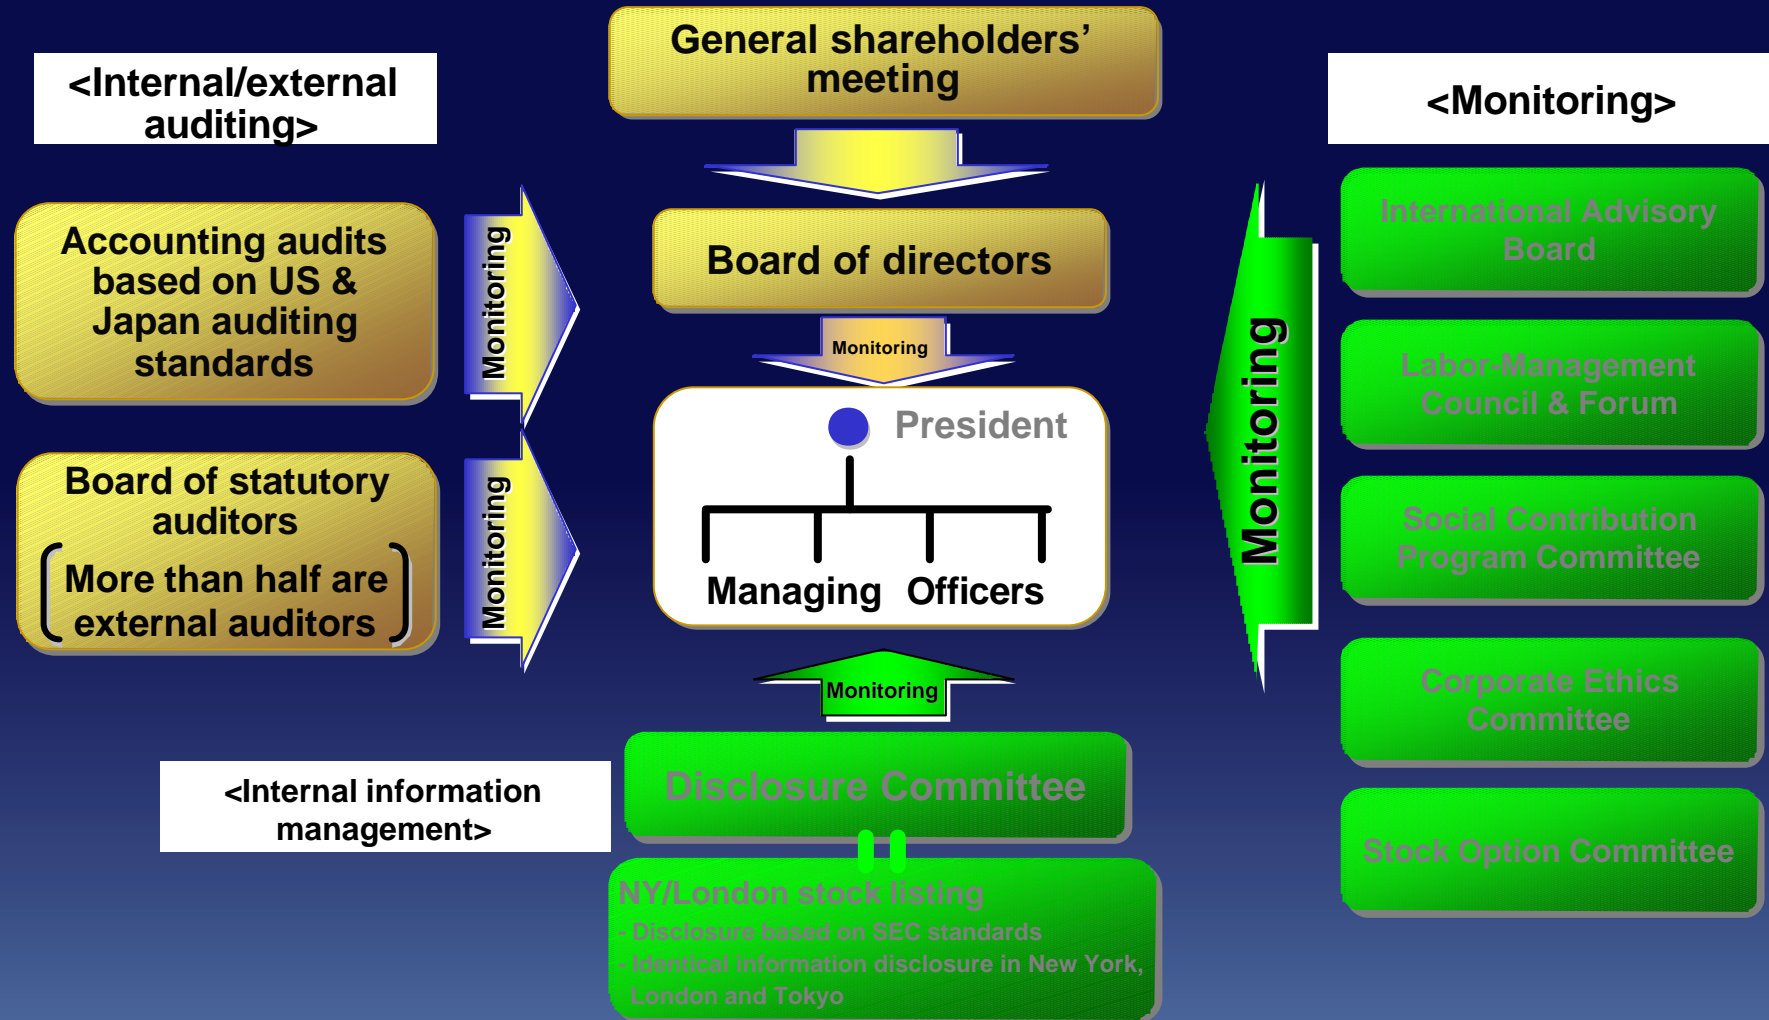 General shareholders’
meeting
<Internal/external
auditing>
<Monitoring>
Accounting audits
based on US &
Japan auditing
standards
Monitoring
Board of directors
Monitoring
International Advisory
Board
Labor-Management
Council & Forum
Monitoring
President
Managing Officers
Board of statutory
auditors
More than half are
external auditors
Monitoring
Social Contribution
Program Committee
Monitoring
Corporate Ethics
Committee
<Internal information
management>
Disclosure Committee
Stock Option Committee
NY/London stock listing
- Disclosure based on SEC standards
- Identical information disclosure in New York,
London and Tokyo